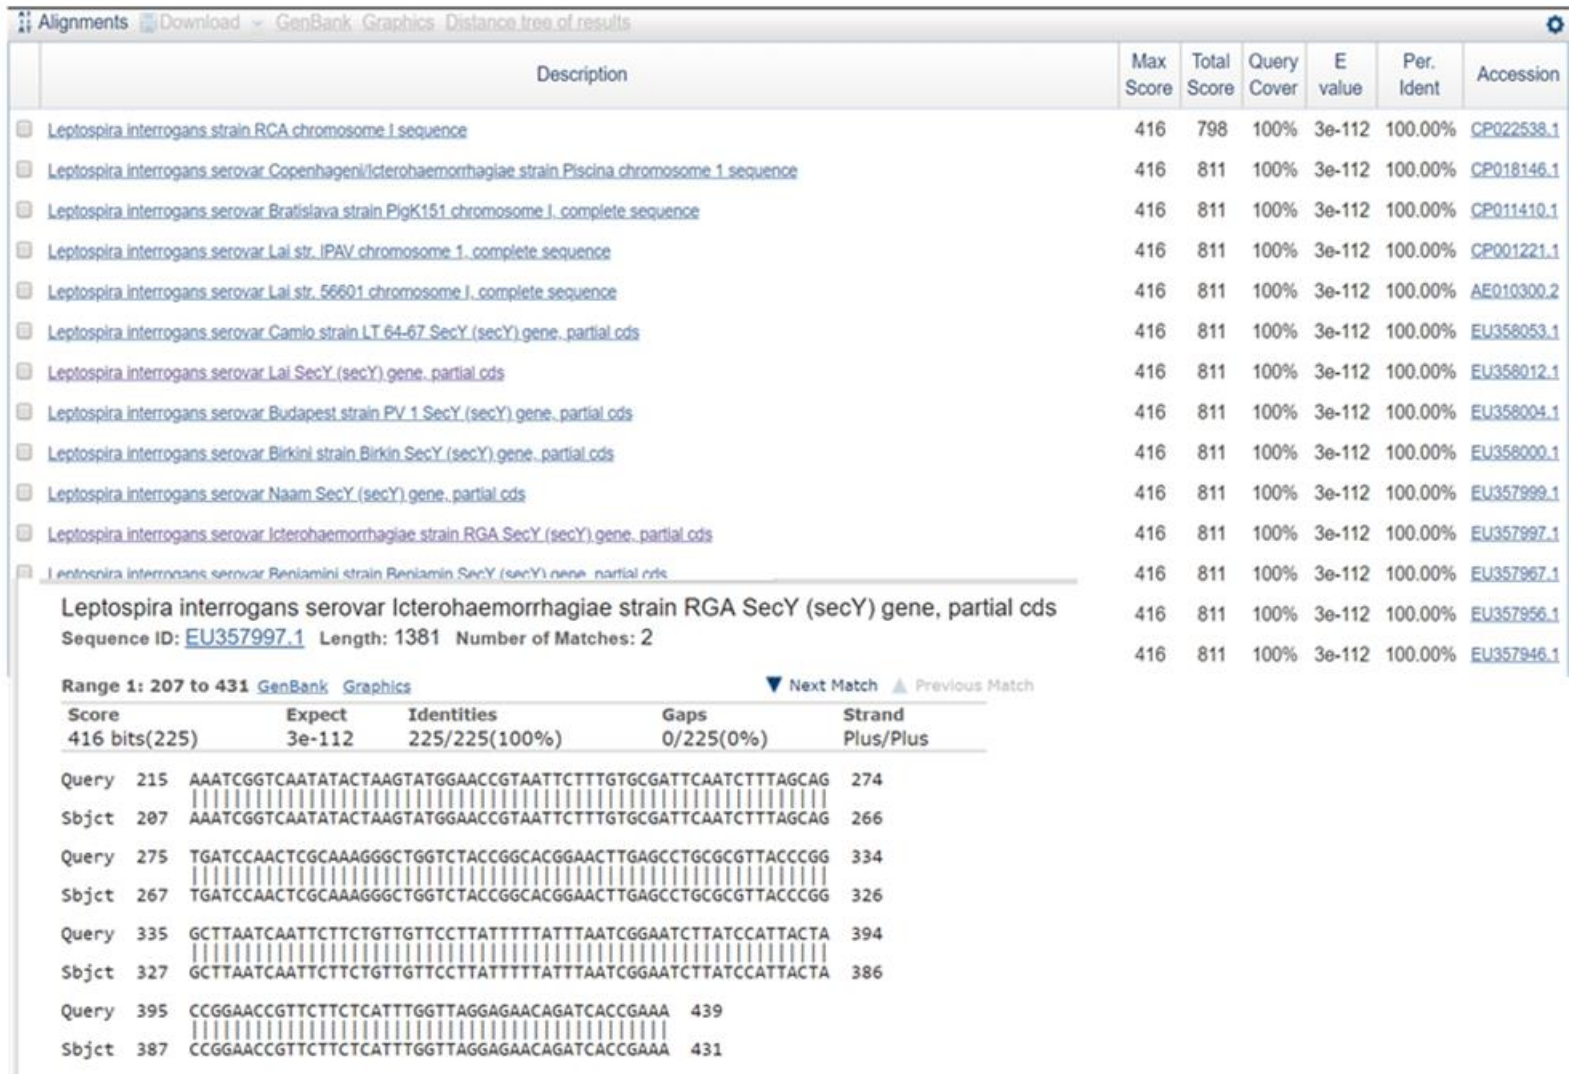 Alignments Download GenBank Graphics Distance tree of results
Description Max Score Total Score Query Cover E value Per. Ident Accession
Leptospira interrogans strain RCA chromosome I sequence 416 798 100% 3e-112 100.00% CP022538.1
Leptospira interrogans serovar Copenhageni/Icterohaemorrhagiae strain Piscina chromosome 1 sequence 416 811 100% 3e-112 100.00% CP018146.1
Leptospira interrogans serovar Bratislava strain PigK151 chromosome I, complete sequence 416 811 100% 3e-112 100.00% CP011410.1
Leptospira interrogans serovar Lai str. IPAV chromosome 1, complete sequence 416 811 100% 3e-112 100.00% CP001221.1
Leptospira interrogans serovar Lai str. 56601 chromosome I, complete sequence 416 811 100% 3e-112 100.00% AE010300.2
Leptospira interrogans serovar Camlo strain LT 64-67 SecY (secY) gene, partial cds 416 811 100% 3e-112 100.00% EU358053.1
Leptospira interrogans serovar Lai SecY (secY) gene, partial cds 416 811 100% 3e-112 100.00% EU358012.1
Leptospira interrogans serovar Budapest strain PV 1 SecY (secY) gene, partial cds 416 811 100% 3e-112 100.00% EU358004.1
Leptospira interrogans serovar Birkini strain Birkin SecY (secY) gene, partial cds 416 811 100% 3e-112 100.00% EU358000.1
Leptospira interrogans serovar Naam SecY (secY) gene, partial cds 416 811 100% 3e-112 100.00% EU357999.1
Leptospira interrogans serovar Icterohaemorrhagiae strain RGA SecY (secY) gene, partial cds 416 811 100% 3e-112 100.00% EU357997.1
Leptospira interrogans serovar Benjamini strain Benjamin SecY (secY) gene, partial cds 416 811 100% 3e-112 100.00% EU357967.1
416 811 100% 3e-112 100.00% EU357956.1
416 811 100% 3e-112 100.00% EU357946.1
Leptospira interrogans serovar Icterohaemorrhagiae strain RGA SecY (secY) gene, partial cds
Sequence ID: EU357997.1 Length: 1381 Number of Matches: 2
Range 1: 207 to 431 GenBank Graphics Next Match Previous Match
Score Expect Identities Gaps Strand
416 bits(225) 3e-112 225/225(100%) 0/225(0%) Plus/Plus
Query 215 AAATCGGTCAATATACTAAGTATGGAACCGTAATTCTTTGTGCGATTCAATCTTTAGCAG 274
Sbjct 207 AAATCGGTCAATATACTAAGTATGGAACCGTAATTCTTTGTGCGATTCAATCTTTAGCAG 266
Query 275 TGATCCAACTCGCAAAGGGCTGGTCTACCGGCACGGAACTTGAGCCTGCGCGTTACCCGG 334
Sbjct 267 TGATCCAACTCGCAAAGGGCTGGTCTACCGGCACGGAACTTGAGCCTGCGCGTTACCCGG 326
Query 335 GCTTAATCAATTCTTCTGTTGTTCCTTATTTTTATTTAATCGGAATCTTATCCATTACTA 394
Sbjct 327 GCTTAATCAATTCTTCTGTTGTTCCTTATTTTTATTTAATCGGAATCTTATCCATTACTA 386
Query 395 CCGGAACCGTTCTTCTCATTTGGTTAGGAGAACAGATCACCGAAA 439
Sbjct 387 CCGGAACCGTTCTTCTCATTTGGTTAGGAGAACAGATCACCGAAA 431